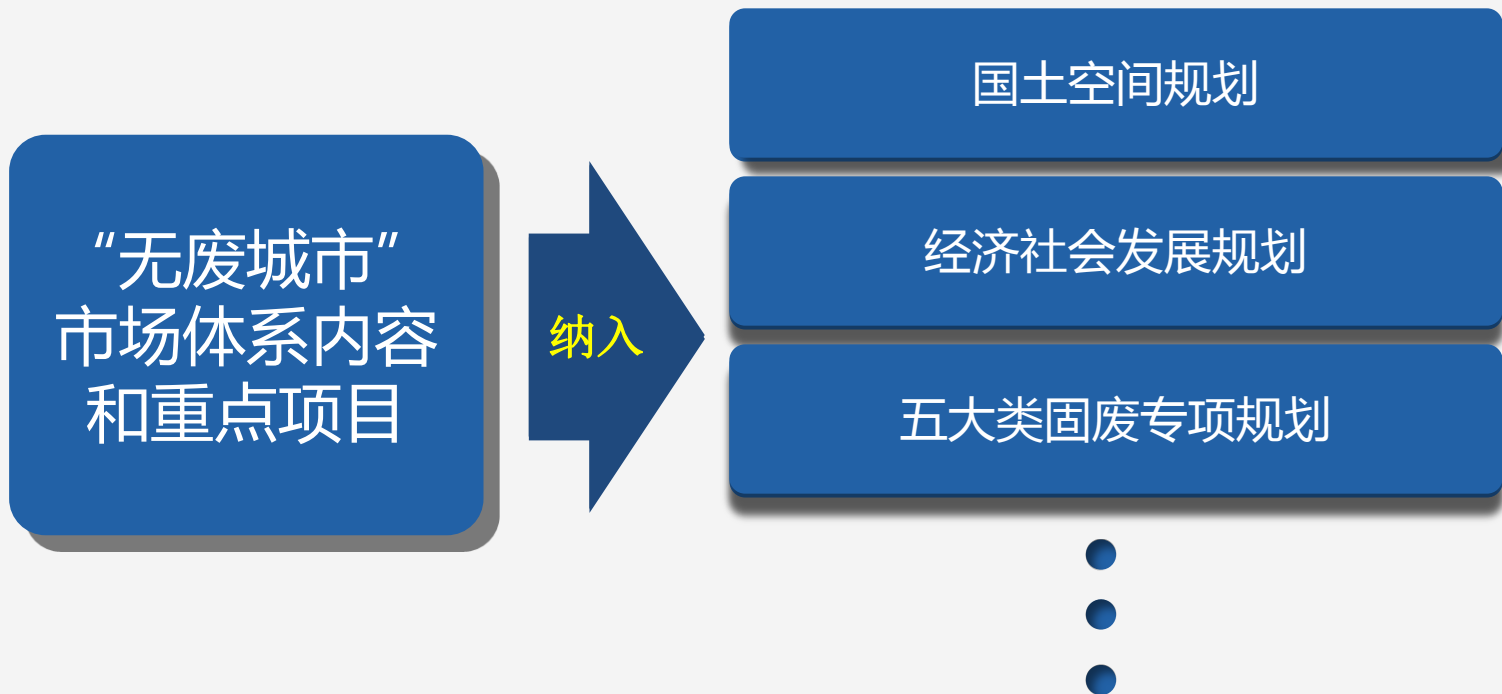 “无废城市”
市场体系内容
和重点项目
纳入
国土空间规划
经济社会发展规划
五大类固废专项规划